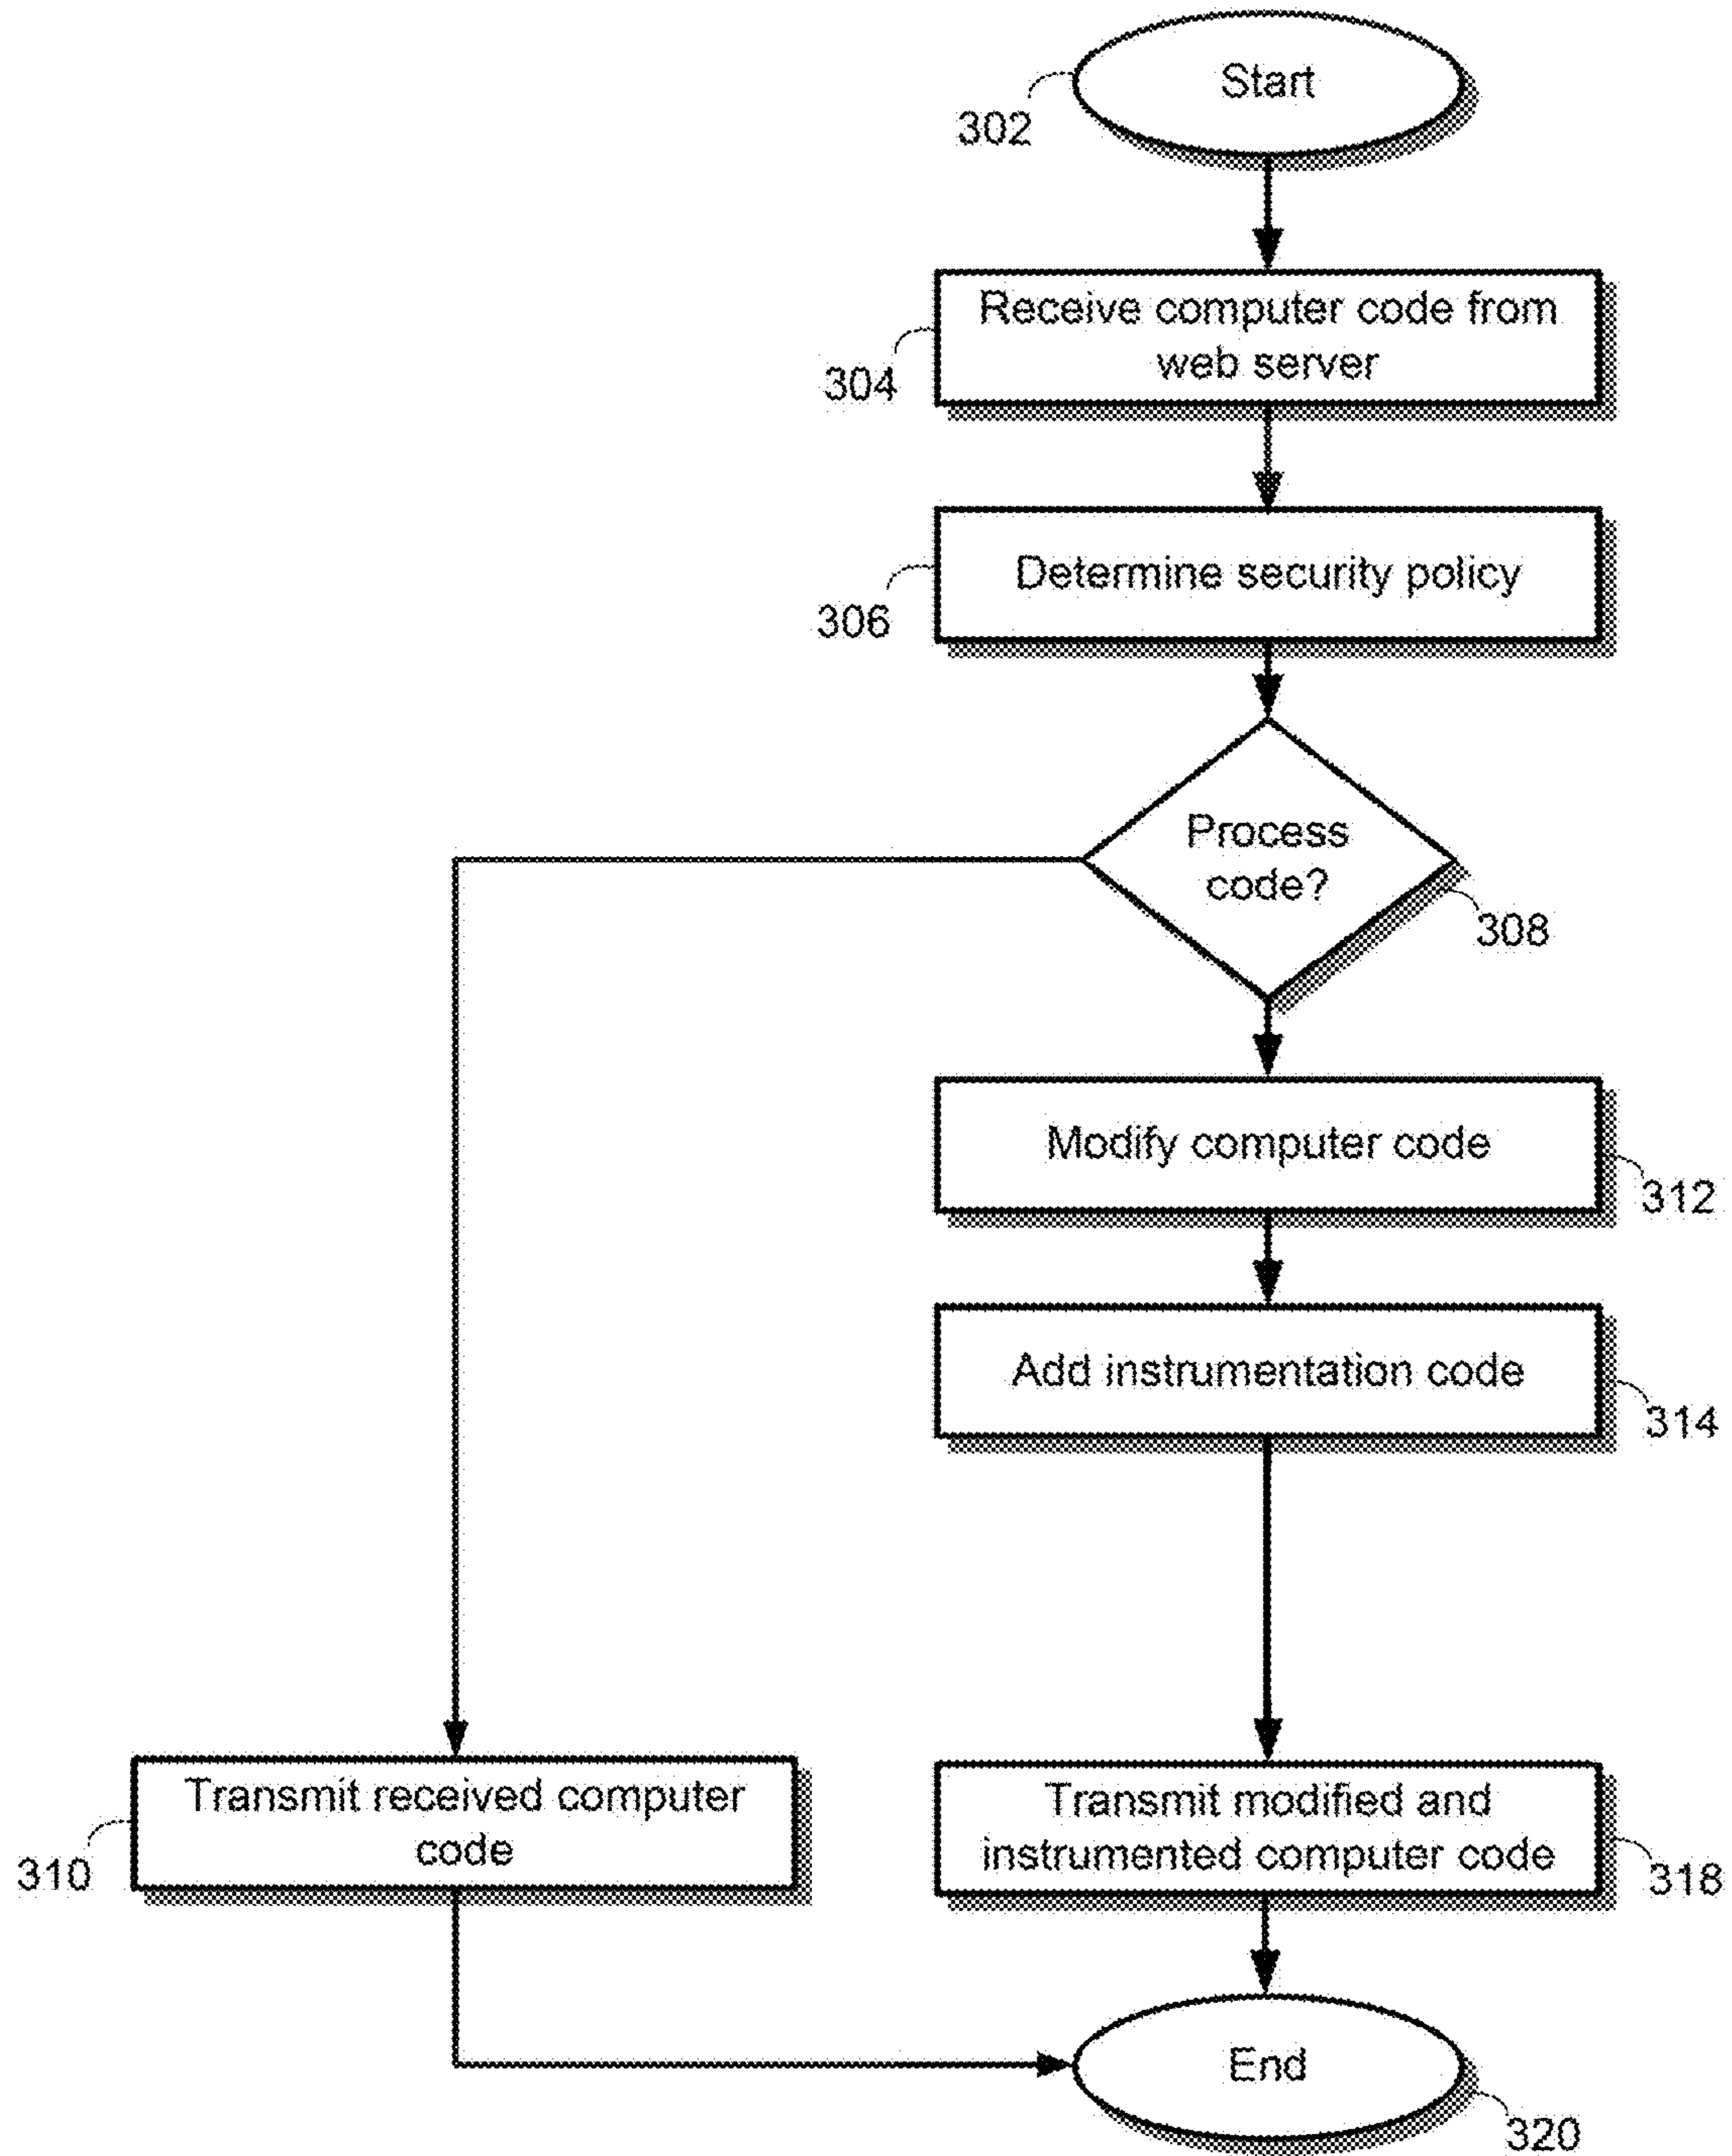 Start
302
Receive computer code from
web server
304
Determine security policy
306
Process
code?
308
Modify computer code
312
Add instrumentation code
314
Transmit received computer
code
310
Transmit modified and
instrumented computer code
318
End
320